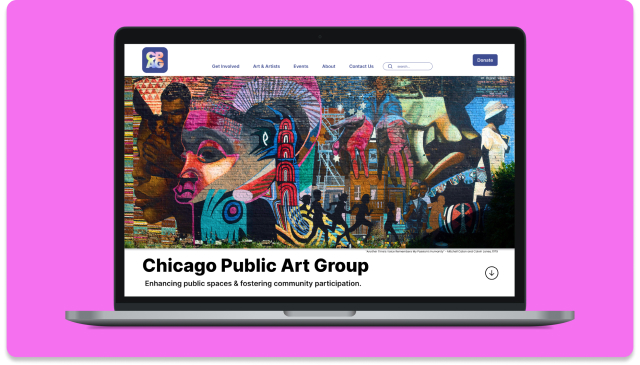 CP
AG
Get Involved Art & Artists Events About Contact Us search... Donate
Chicago Public Art Group
Enhancing public spaces & fostering community participation.